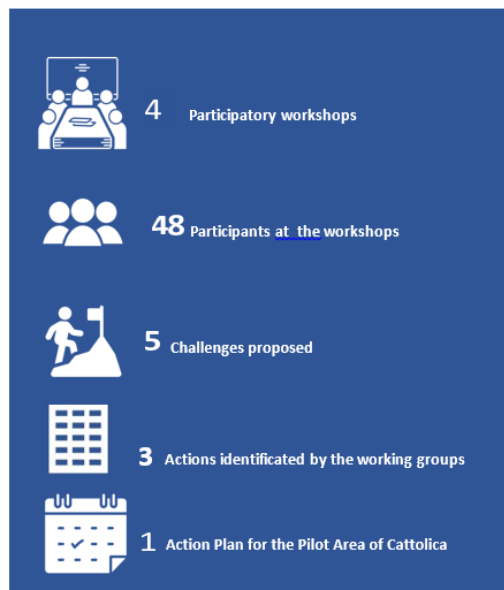 4 Participatory workshops
48 Participants at the workshops
5 Challenges proposed
3 Actions identificated by the working groups
1 Action Plan for the Pilot Area of Cattolica